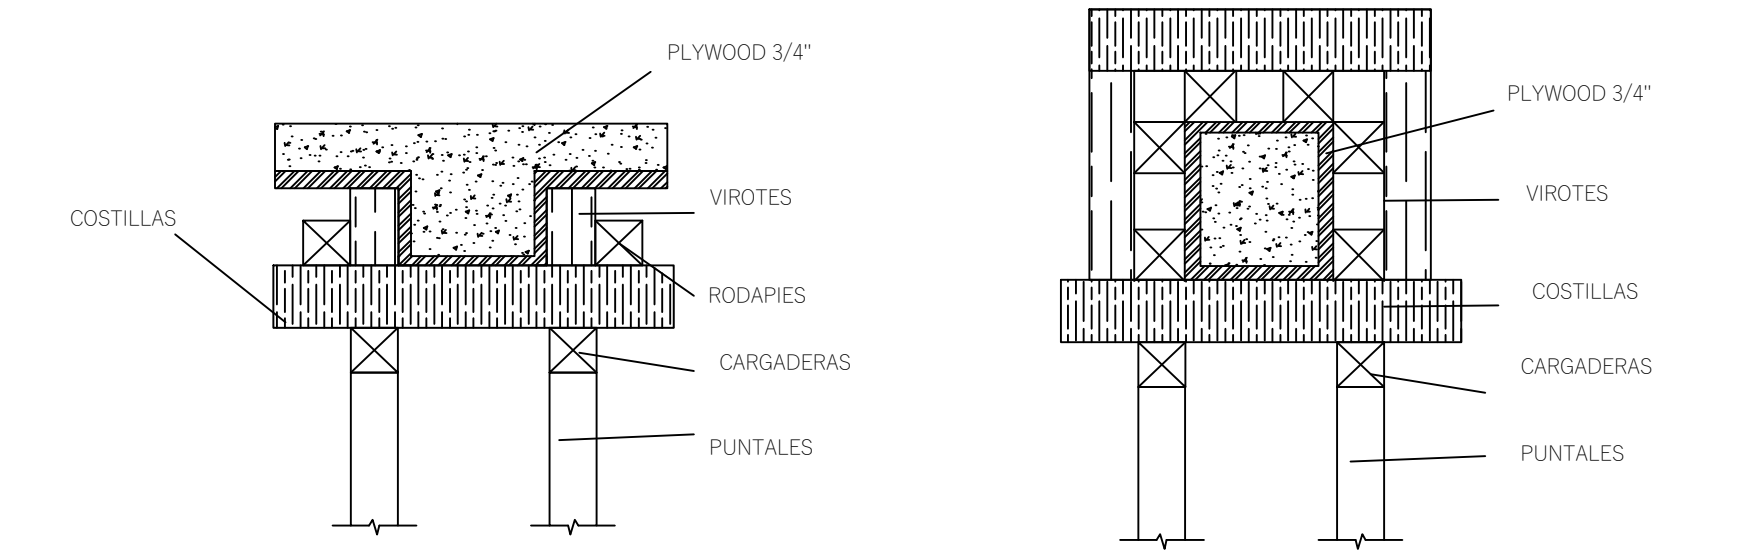 PLYWOOD 3/4"
VIROTES
COSTILLAS
RODAPIES
CARGADERAS
PUNTALES
PLYWOOD 3/4"
VIROTES
COSTILLAS
CARGADERAS
PUNTALES